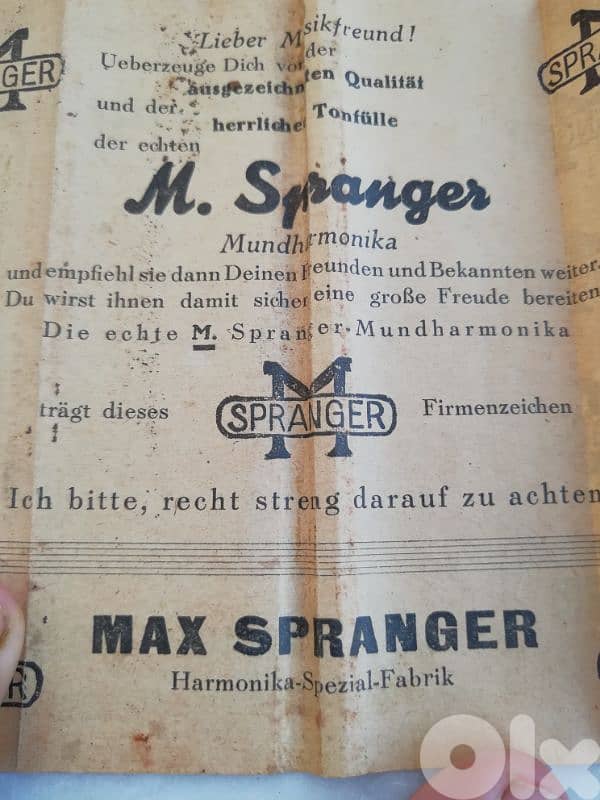 Lieber Musikfreund!
Ueberzeuge Dich von der
ausgezeichneten Qualität
und der
herrlichen Tonfülle
der echten
M. Spranger
Mundharmonika
und empfiehl sie dann Deinen Freunden und Bekannten weiter.
Du wirst ihnen damit sicher eine große Freude bereiten
Die echte M. Spranger-Mundharmonika
trägt dieses M SPRANGER Firmenzeichen
Ich bitte, recht streng darauf zu achten
MAX SPRANGER
Harmonika-Spezial-Fabrik
OLX